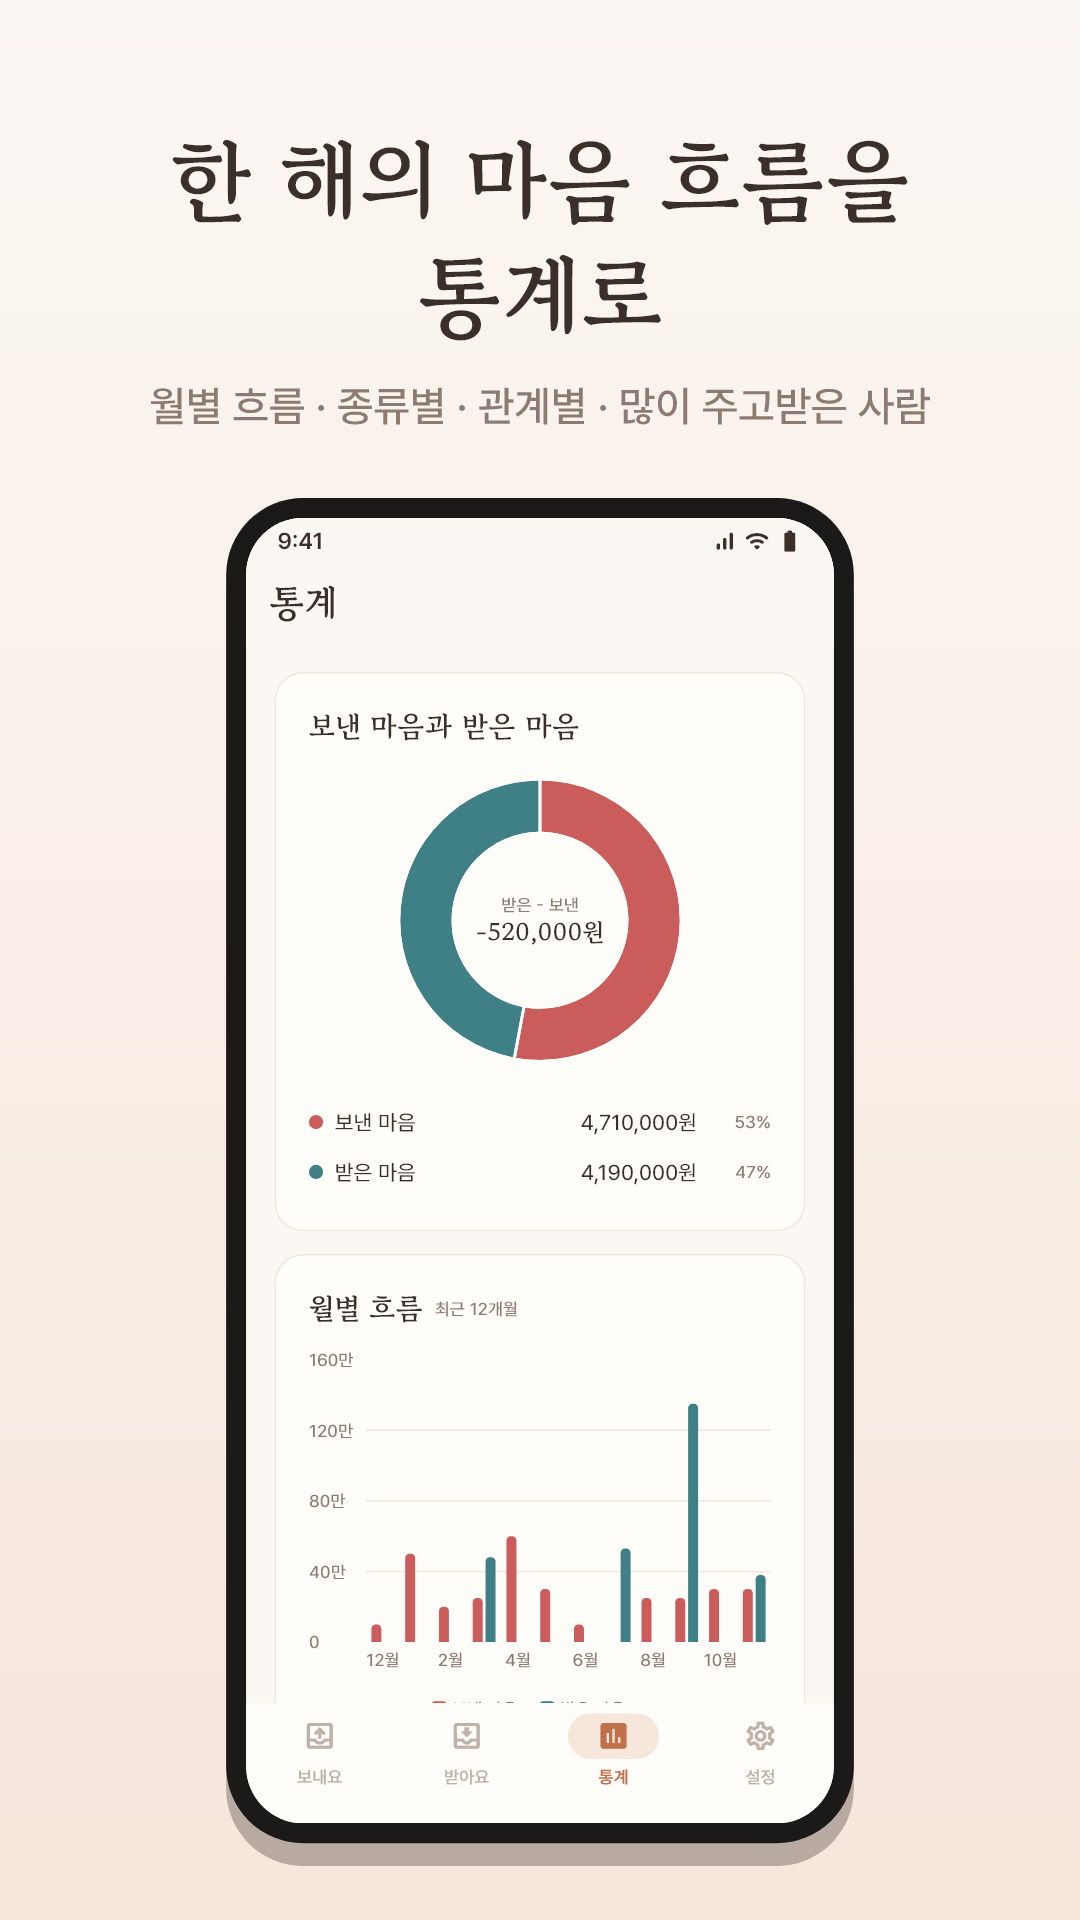 한 해의 마음 흐름을
통계로
월별 흐름 · 종류별 · 관계별 · 많이 주고받은 사람
9:41
통계
보낸 마음과 받은 마음
받은 - 보낸
-520,000원
보낸 마음 4,710,000원 53%
받은 마음 4,190,000원 47%
월별 흐름 최근 12개월
160만
120만
80만
40만
0
12월 2월 4월 6월 8월 10월
보내요 받아요 통계 설정